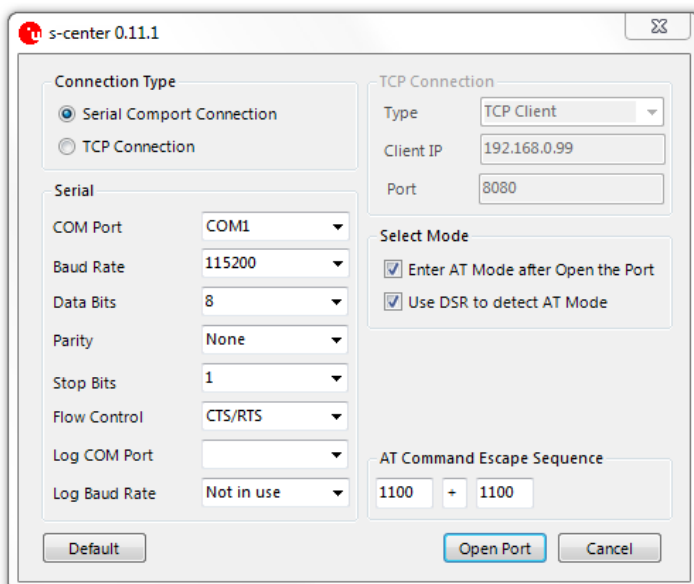 s-center 0.11.1
Connection Type
Serial Comport Connection
TCP Connection
Serial
COM Port COM1
Baud Rate 115200
Data Bits 8
Parity None
Stop Bits 1
Flow Control CTS/RTS
Log COM Port
Log Baud Rate Not in use
TCP Connection
Type TCP Client
Client IP 192.168.0.99
Port 8080
Select Mode
Enter AT Mode after Open the Port
Use DSR to detect AT Mode
AT Command Escape Sequence
1100 + 1100
Default Open Port Cancel